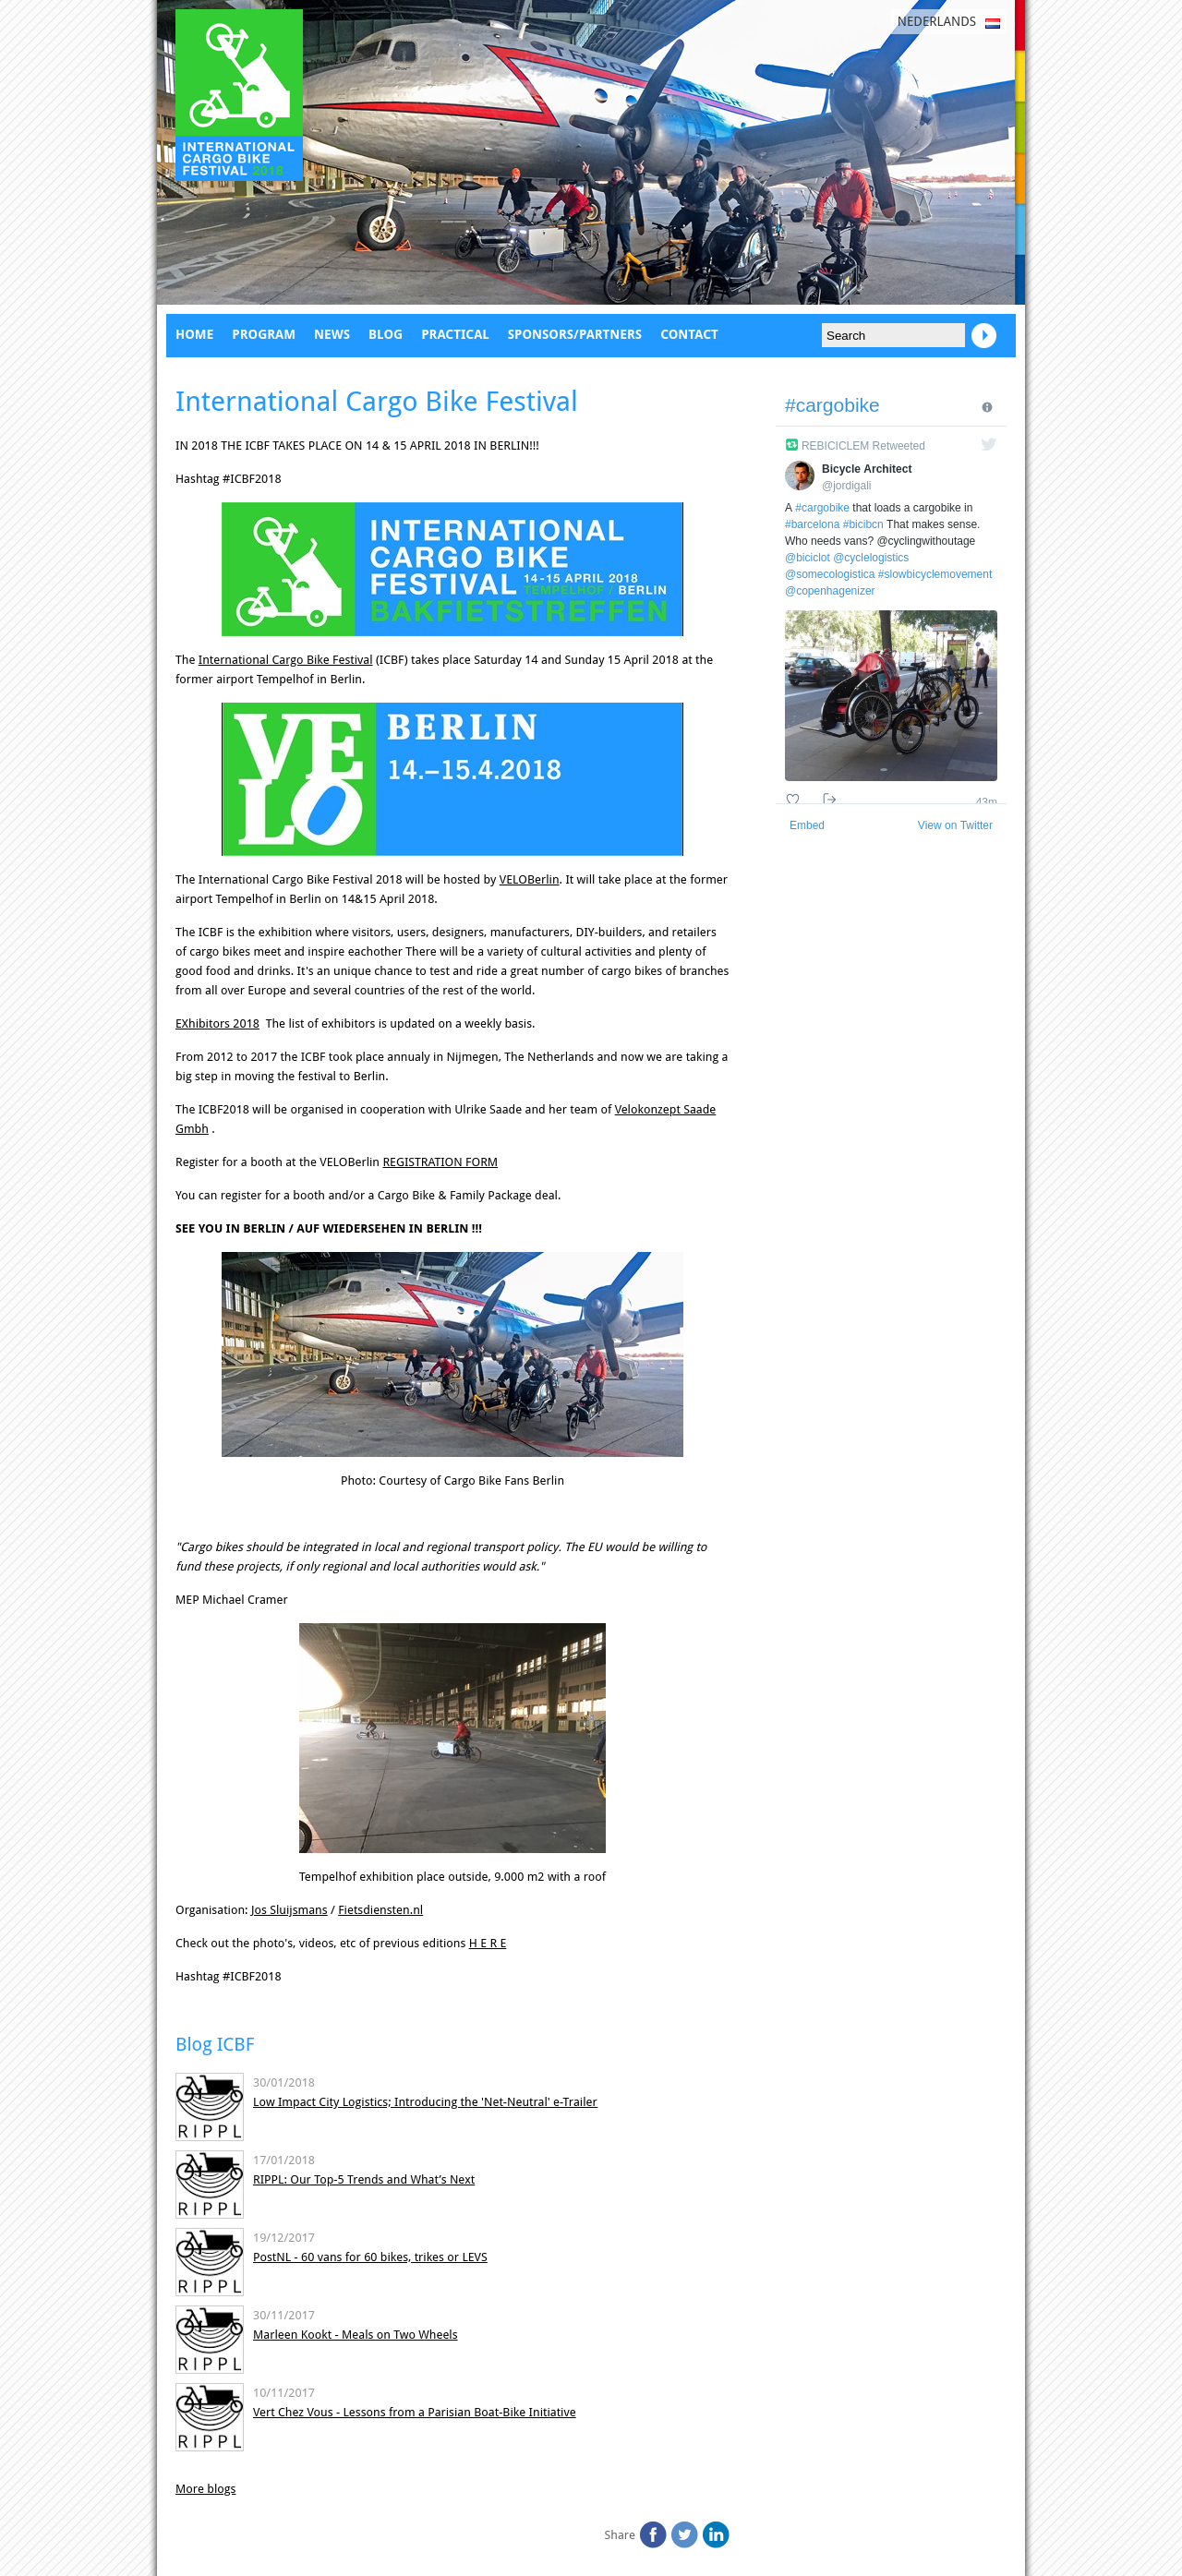 NEDERLANDS
TROOP CARRIER
INTERNATIONAL
CARGO BIKE
FESTIVAL 2018
HOME PROGRAM NEWS BLOG PRACTICAL SPONSORS/PARTNERS CONTACT
Search
International Cargo Bike Festival
IN 2018 THE ICBF TAKES PLACE ON 14 & 15 APRIL 2018 IN BERLIN!!!
Hashtag #ICBF2018
INTERNATIONAL
CARGO BIKE
FESTIVAL 14-15 APRIL 2018
TEMPELHOF / BERLIN
BAKFIETSTREFFEN
The International Cargo Bike Festival (ICBF) takes place Saturday 14 and Sunday 15 April 2018 at the
former airport Tempelhof in Berlin.
VELO
BERLIN
14.–15.4.2018
The International Cargo Bike Festival 2018 will be hosted by VELOBerlin. It will take place at the former
airport Tempelhof in Berlin on 14&15 April 2018.
The ICBF is the exhibition where visitors, users, designers, manufacturers, DIY-builders, and retailers
of cargo bikes meet and inspire eachother There will be a variety of cultural activities and plenty of
good food and drinks. It's an unique chance to test and ride a great number of cargo bikes of branches
from all over Europe and several countries of the rest of the world.
EXhibitors 2018 The list of exhibitors is updated on a weekly basis.
From 2012 to 2017 the ICBF took place annualy in Nijmegen, The Netherlands and now we are taking a
big step in moving the festival to Berlin.
The ICBF2018 will be organised in cooperation with Ulrike Saade and her team of Velokonzept Saade
Gmbh .
Register for a booth at the VELOBerlin REGISTRATION FORM
You can register for a booth and/or a Cargo Bike & Family Package deal.
SEE YOU IN BERLIN / AUF WIEDERSEHEN IN BERLIN !!!
TROOP CARRIER
Photo: Courtesy of Cargo Bike Fans Berlin
"Cargo bikes should be integrated in local and regional transport policy. The EU would be willing to
fund these projects, if only regional and local authorities would ask."
MEP Michael Cramer
Tempelhof exhibition place outside, 9.000 m2 with a roof
Organisation: Jos Sluijsmans / Fietsdiensten.nl
Check out the photo's, videos, etc of previous editions H E R E
Hashtag #ICBF2018
Blog ICBF
RIPPL
30/01/2018
Low Impact City Logistics; Introducing the 'Net-Neutral' e-Trailer
RIPPL
17/01/2018
RIPPL: Our Top-5 Trends and What’s Next
RIPPL
19/12/2017
PostNL - 60 vans for 60 bikes, trikes or LEVS
RIPPL
30/11/2017
Marleen Kookt - Meals on Two Wheels
RIPPL
10/11/2017
Vert Chez Vous - Lessons from a Parisian Boat-Bike Initiative
More blogs
Share
#cargobike
REBICICLEM Retweeted
Bicycle Architect
@jordigali
A #cargobike that loads a cargobike in
#barcelona #bicibcn That makes sense.
Who needs vans? @cyclingwithoutage
@biciclot @cyclelogistics
@somecologistica #slowbicyclemovement
@copenhagenizer
43m
Embed View on Twitter